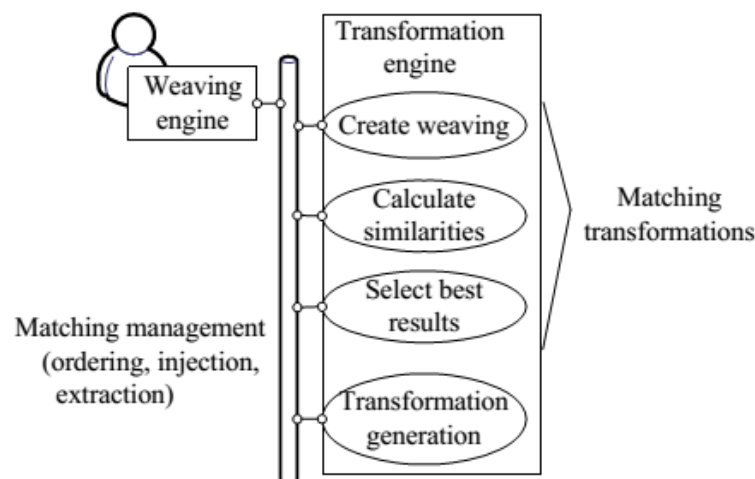 Weaving
engine
Transformation
engine
Create weaving
Calculate
similarities
Select best
results
Transformation
generation
Matching
transformations
Matching management
(ordering, injection,
extraction)